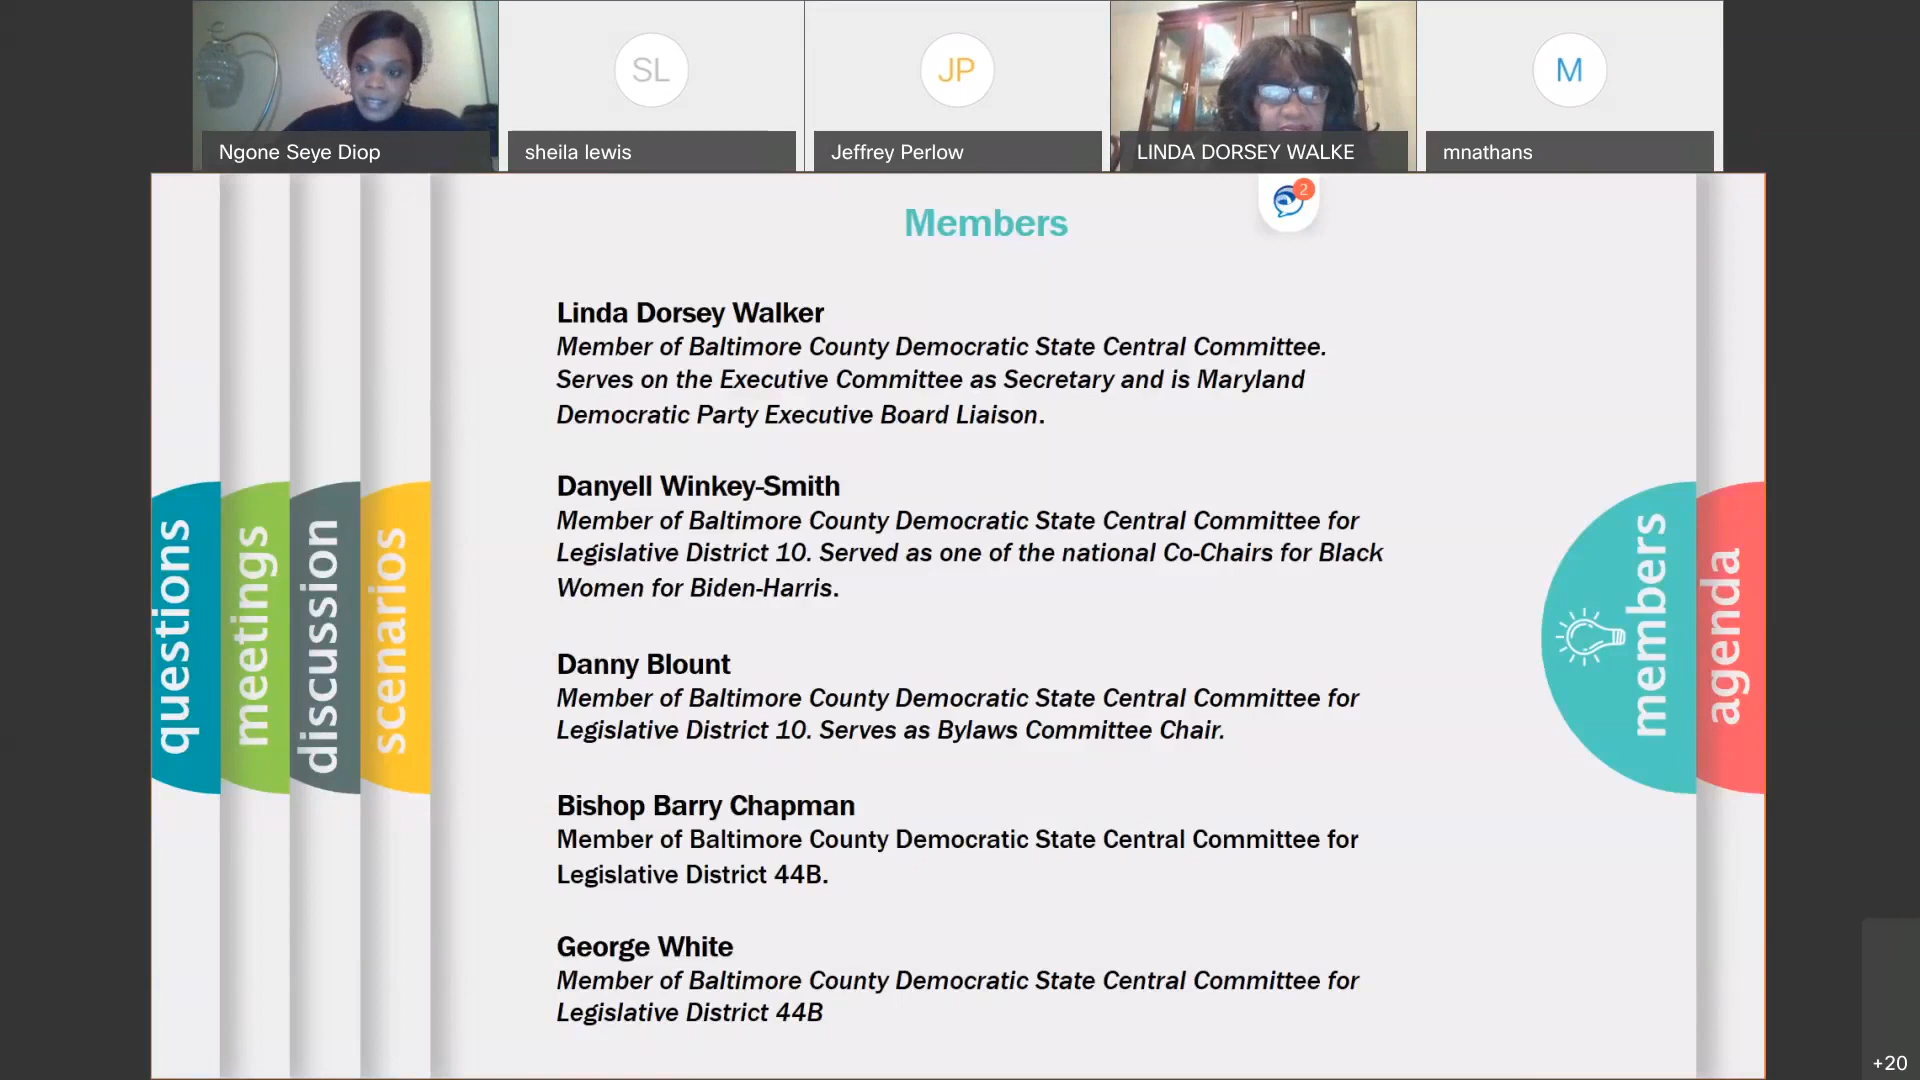 SL
JP
M
Ngone Seye Diop
sheila lewis
Jeffrey Perlow
LINDA DORSEY WALKE
mnathans
2
Members
Linda Dorsey Walker
Member of Baltimore County Democratic State Central Committee.
Serves on the Executive Committee as Secretary and is Maryland
Democratic Party Executive Board Liaison.
Danyell Winkey-Smith
Member of Baltimore County Democratic State Central Committee for
Legislative District 10. Served as one of the national Co-Chairs for Black
Women for Biden-Harris.
Danny Blount
Member of Baltimore County Democratic State Central Committee for
Legislative District 10. Serves as Bylaws Committee Chair.
Bishop Barry Chapman
Member of Baltimore County Democratic State Central Committee for
Legislative District 44B.
George White
Member of Baltimore County Democratic State Central Committee for
Legislative District 44B
questions
meetings
discussion
scenarios
members
agenda
+20